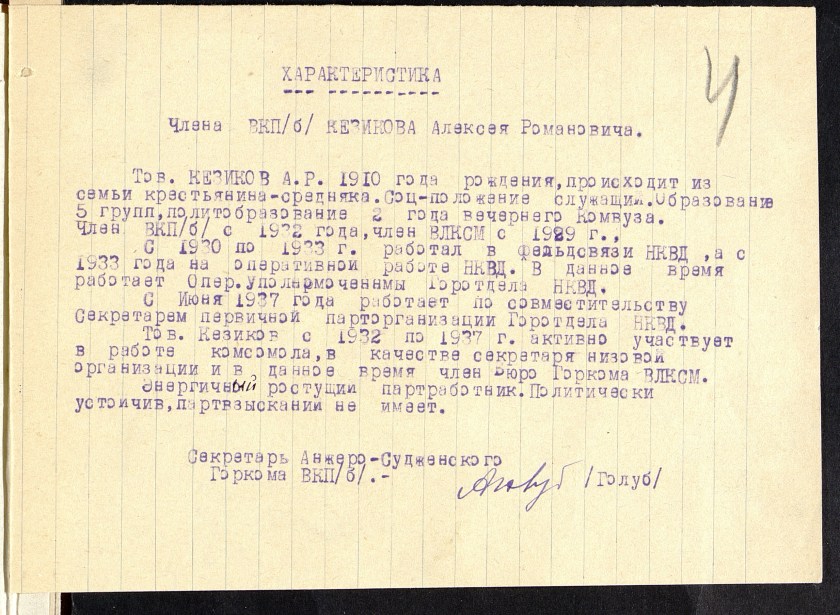 ХАРАКТЕРИСТИКА
4
Члена ВКП/б/ КЕЗИКОВА Алексея Романовича.
Тов. КЕЗИКОВ А.Р. 1910 года рождения,происходит из
семьи крестьянина-средняка.Соц-положение служащий.Образование
5 групп,политобразование 2 года вечернего Комвуза.
Член ВКП/б/ с 1932 года,член ВЛКСМ с 1929 г.,
С 1930 по 1933 г. работал в Фельдсвязи НКВД ,а с
1933 года на оперативной работе НКВД. В данное время
работает Опер. Горотдела НКВД.
С Июня 1937 года работает по совместительству
Секретарем первичной парторганизации Горотдела НКВД.
Тов. Кезиков с 1932 по 1937 г. активно участвует
в работе комсомола,в качестве секретаря низовой
организации и в данное время член Бюро Горкома ВЛКСМ.
Энергичный ростущий партработник.Политически
устойчив,партвзысканий не имеет.
Секретарь Анжеро-Судженского
Горкома ВКП/б/.- /Голуб/